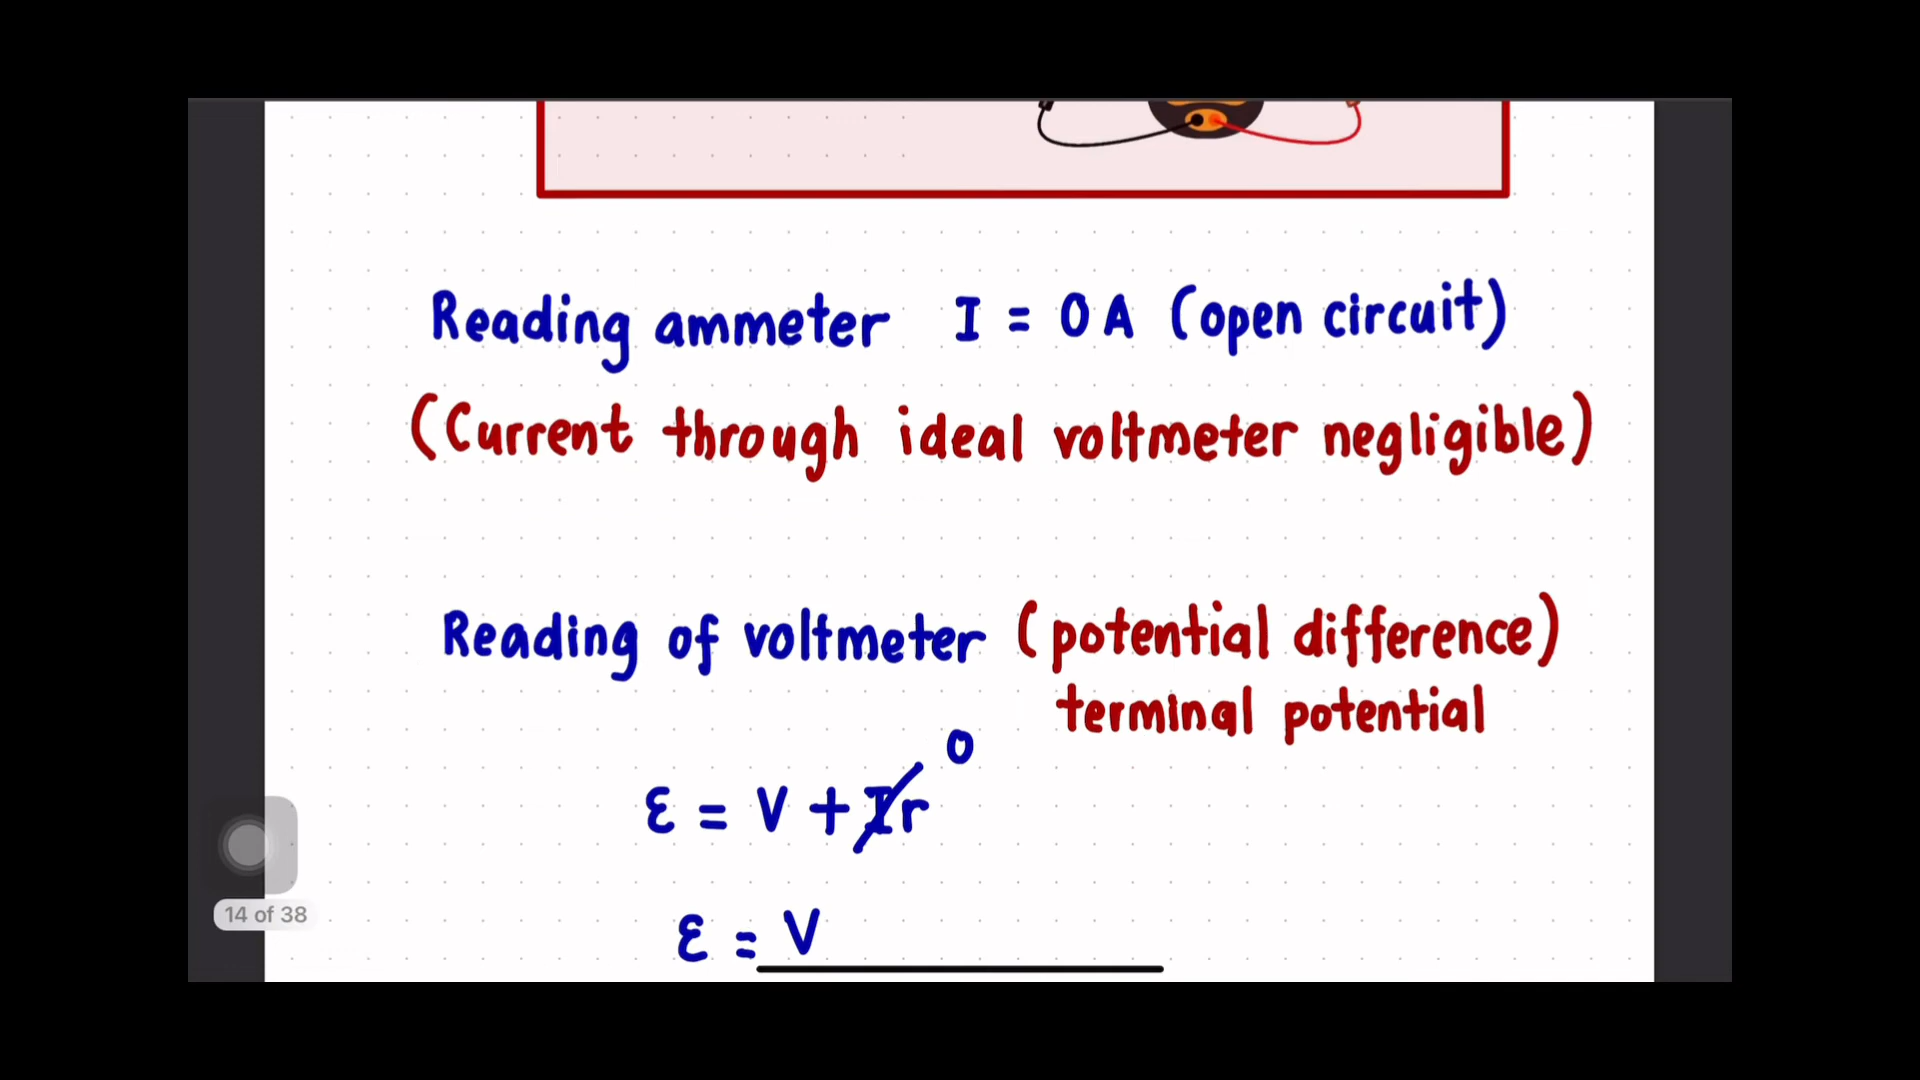 Reading ammeter I = 0 A (open circuit)
(Current through ideal voltmeter negligible)
Reading of voltmeter (potential difference)
terminal potential
0
ε = V + Ir
14 of 38
ε = V